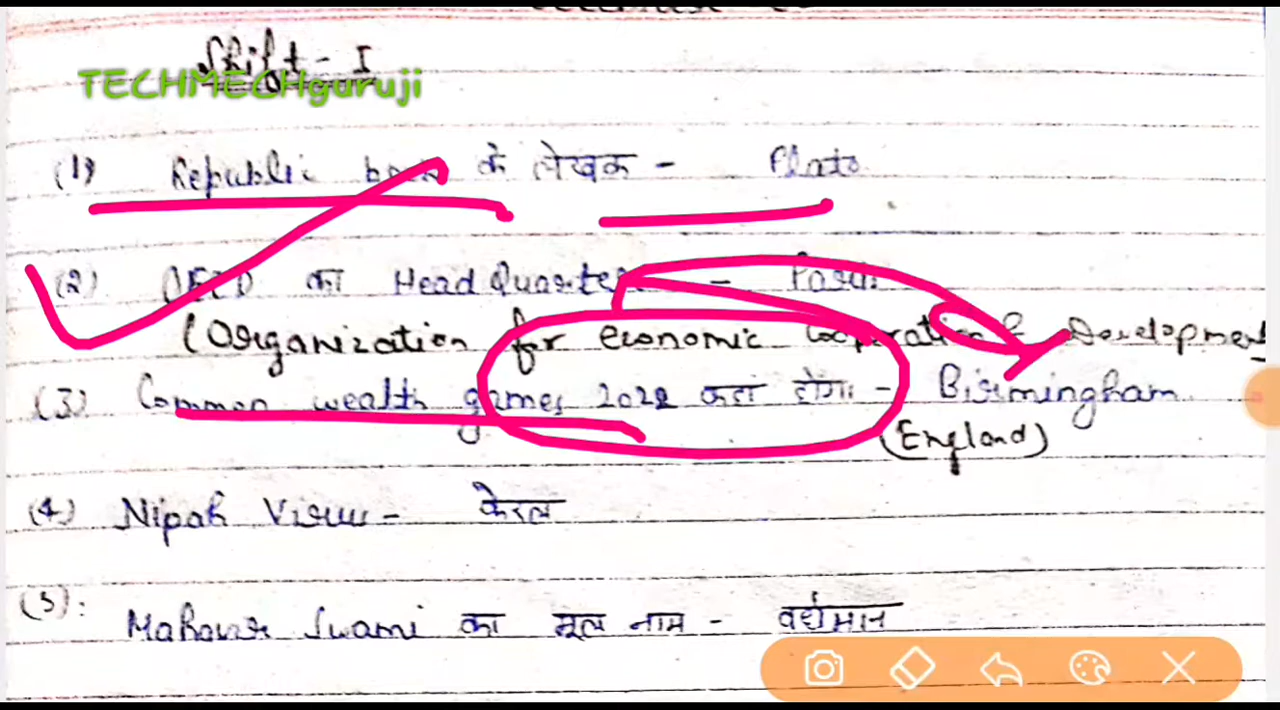 Shift - I
TECHMECHguruji
(1) Republic book के लेखक - Plato
(2) OECD का Head Quarter - Paris
(Organization for economic cooperation & Development
(3) Common wealth games 2022 कहां होगा - Birmingham
(England)
(4) Nipah Virus - केरल
(5): Mahavir Swami का मूल नाम - वर्धमान